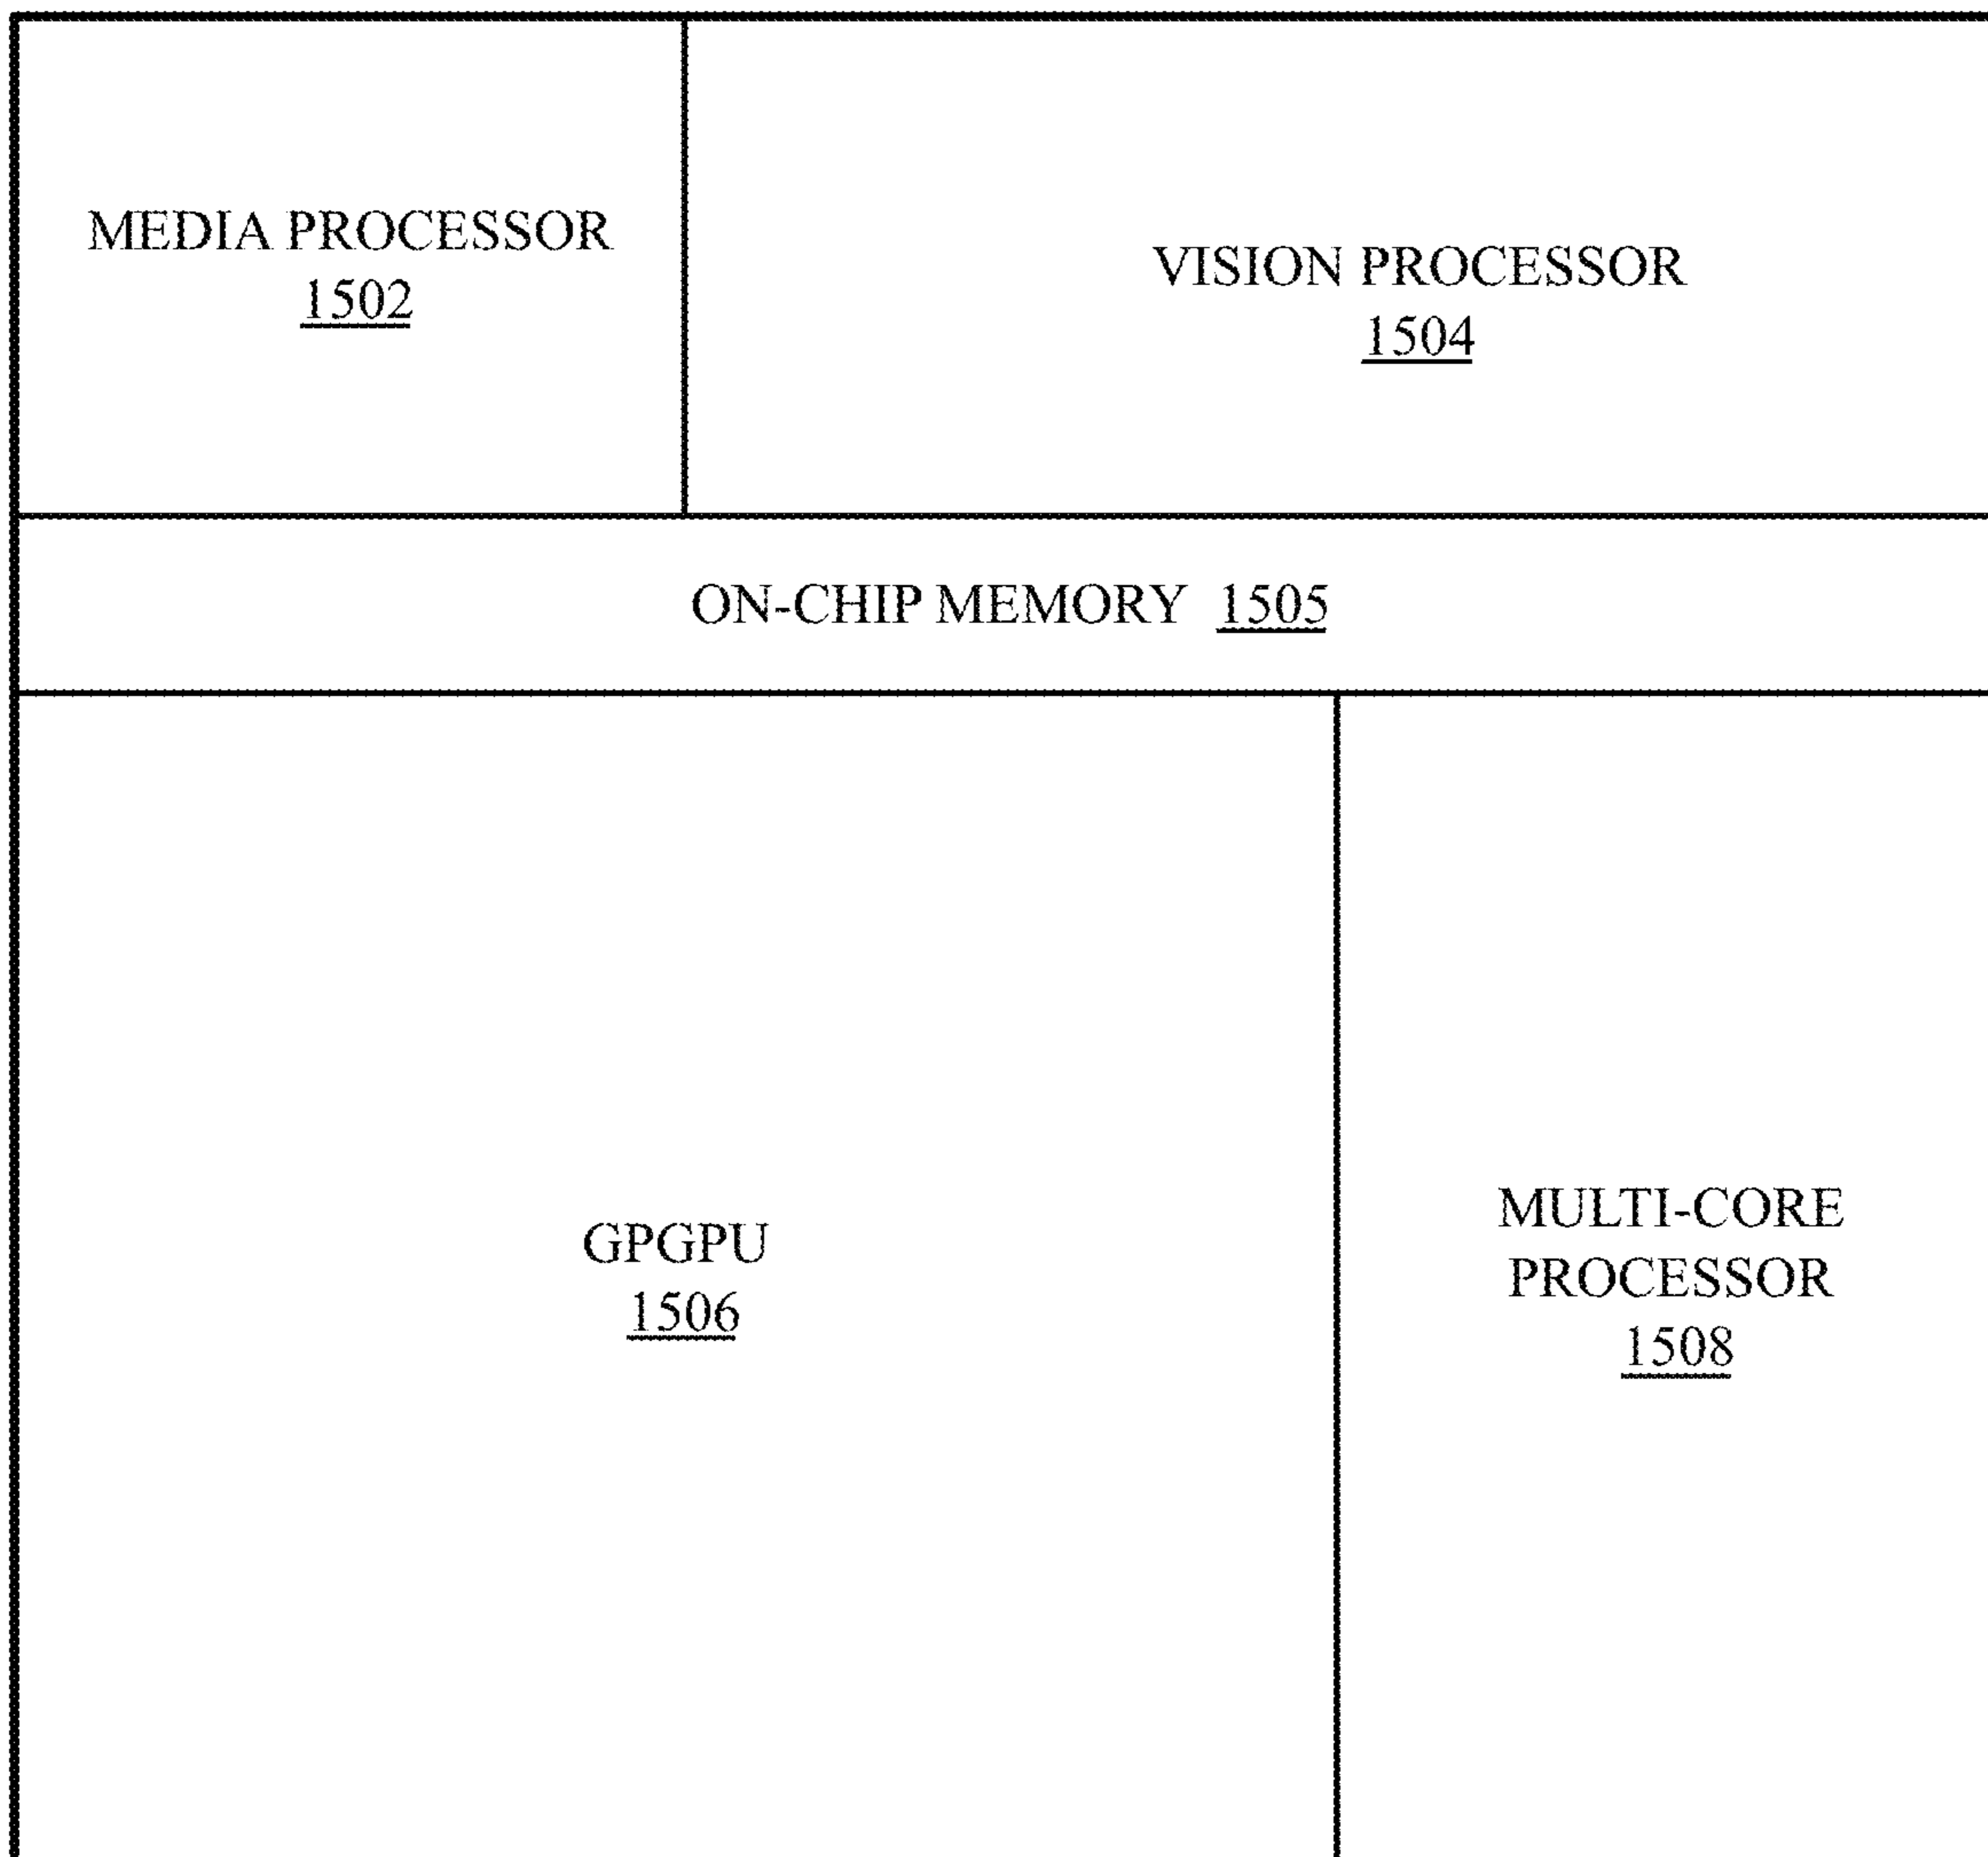 MEDIA PROCESSOR
1502
VISION PROCESSOR
1504
ON-CHIP MEMORY 1505
GPGPU
1506
MULTI-CORE
PROCESSOR
1508